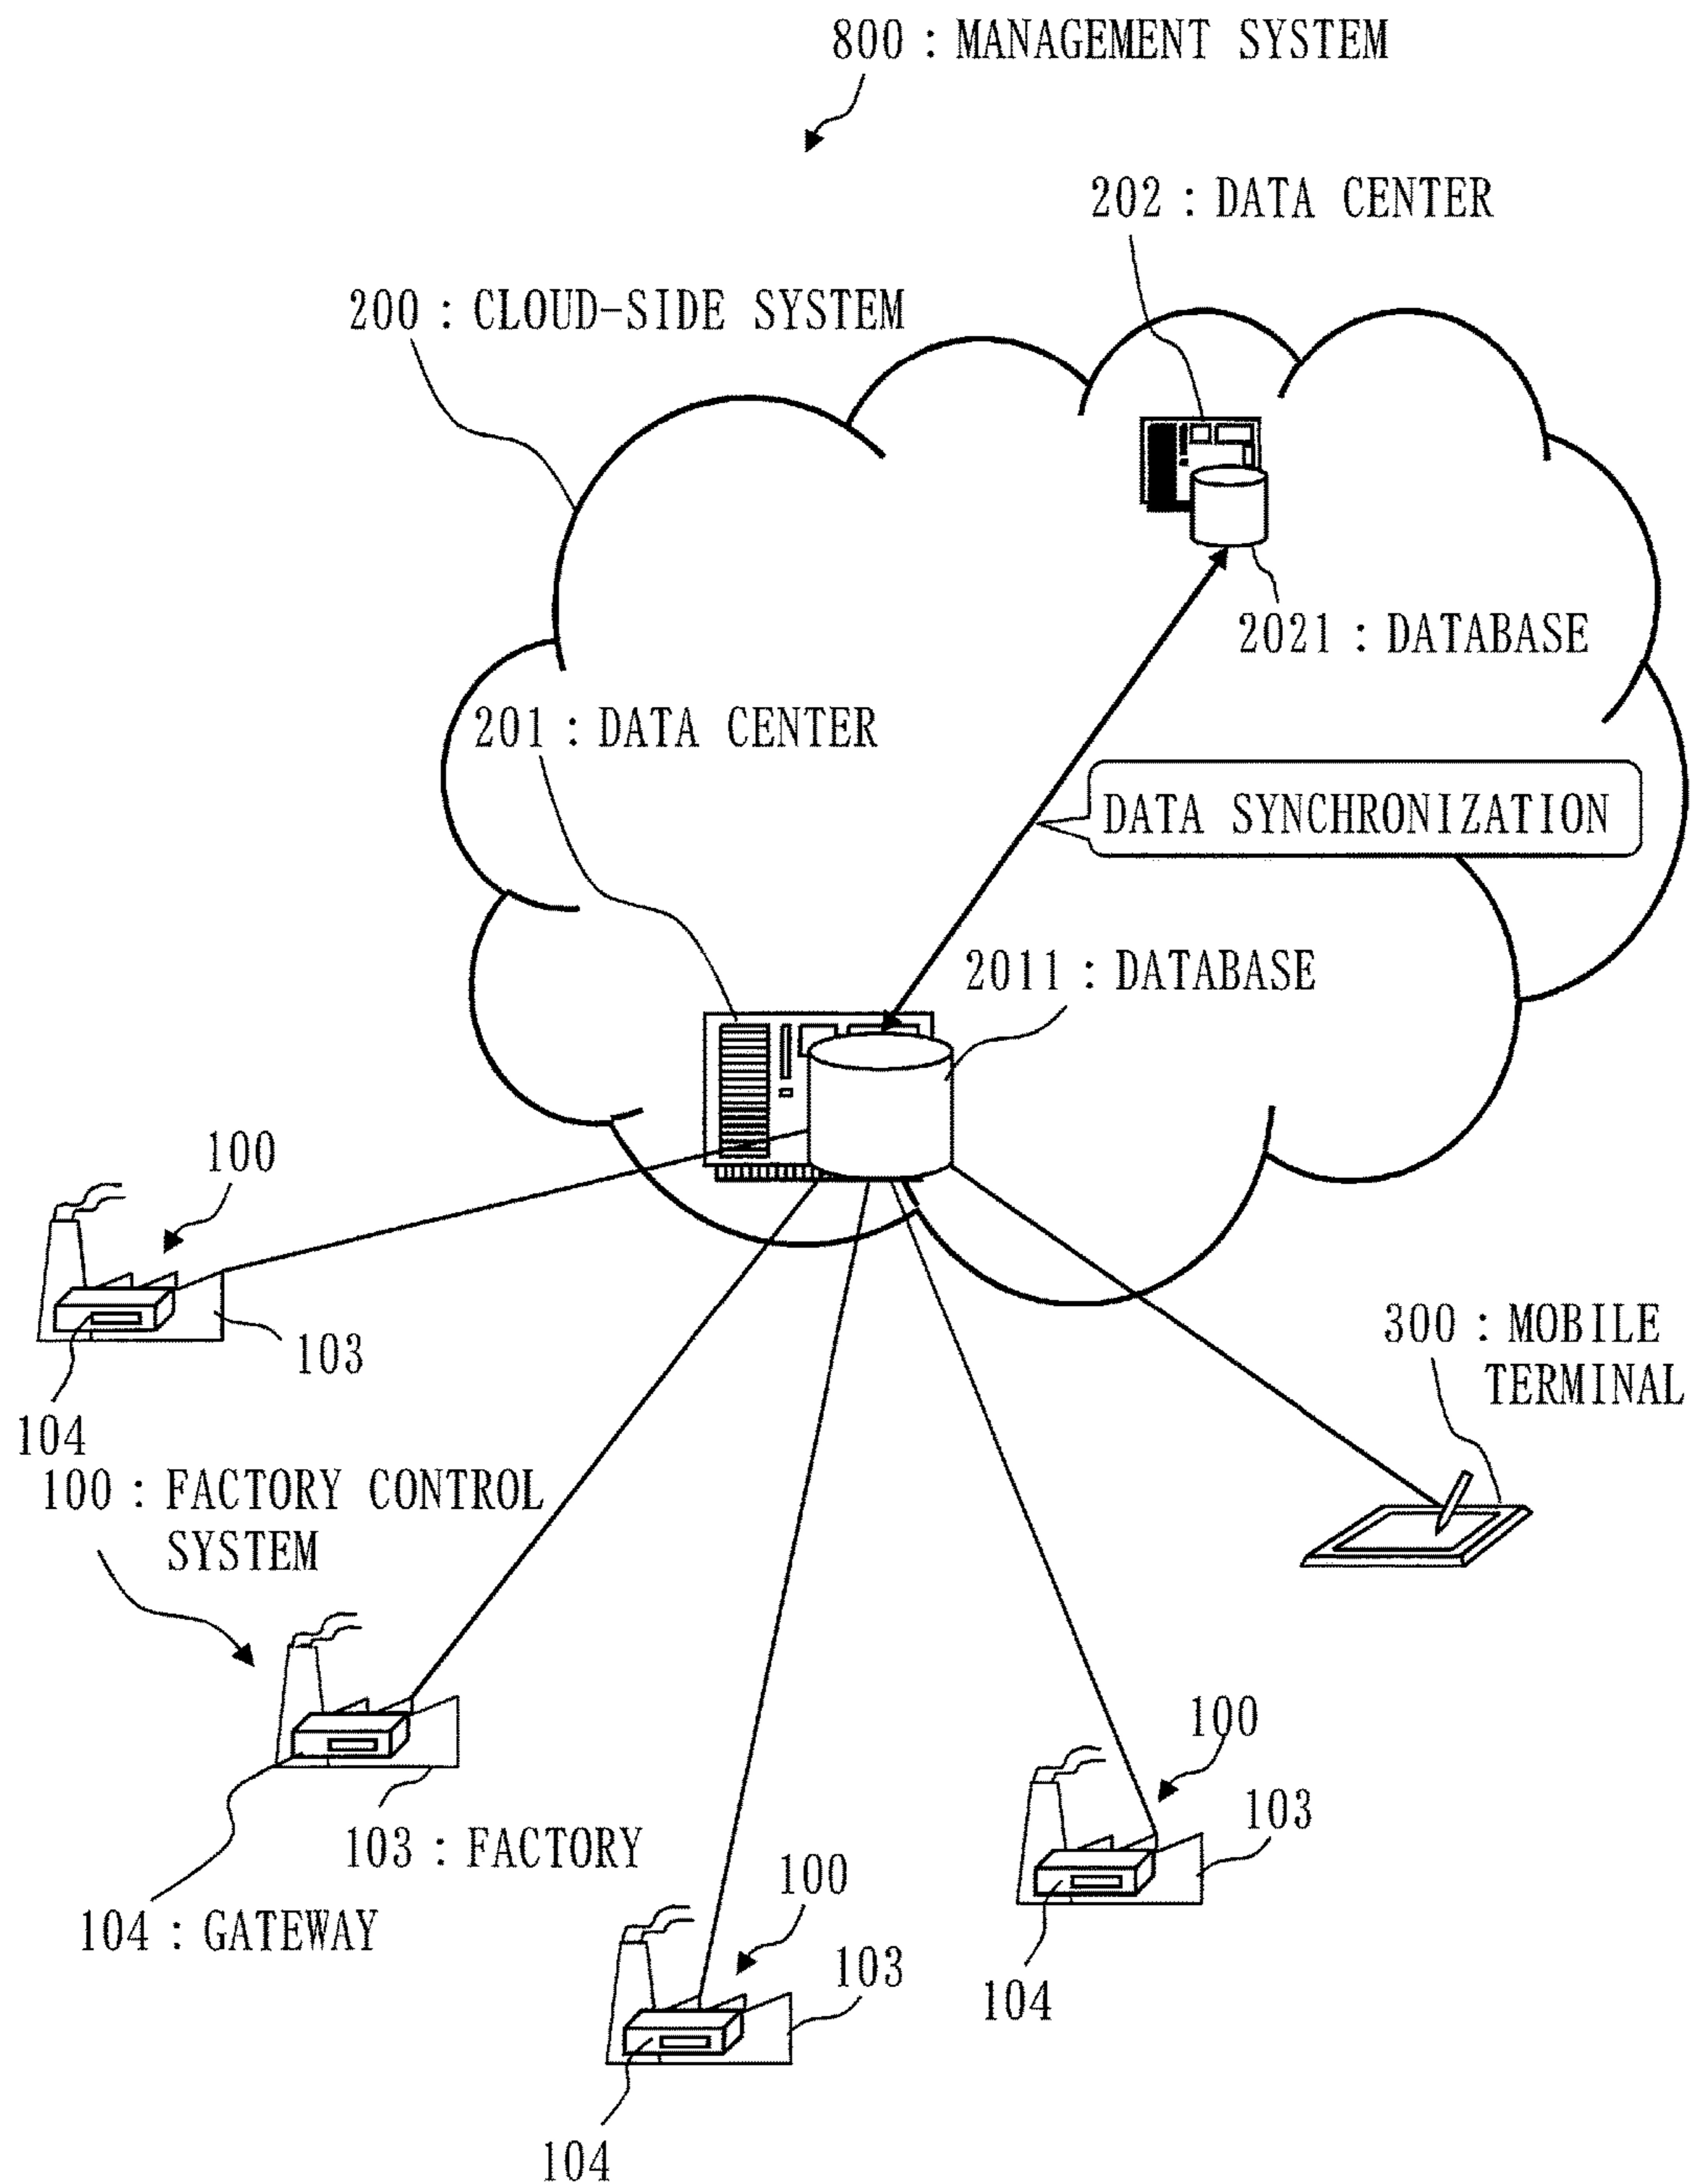 800 : MANAGEMENT SYSTEM
202 : DATA CENTER
200 : CLOUD-SIDE SYSTEM
2021 : DATABASE
201 : DATA CENTER
DATA SYNCHRONIZATION
2011 : DATABASE
100
103
104
300 : MOBILE
TERMINAL
100 : FACTORY CONTROL
SYSTEM
103 : FACTORY
104 : GATEWAY
100
103
104
100
103
104